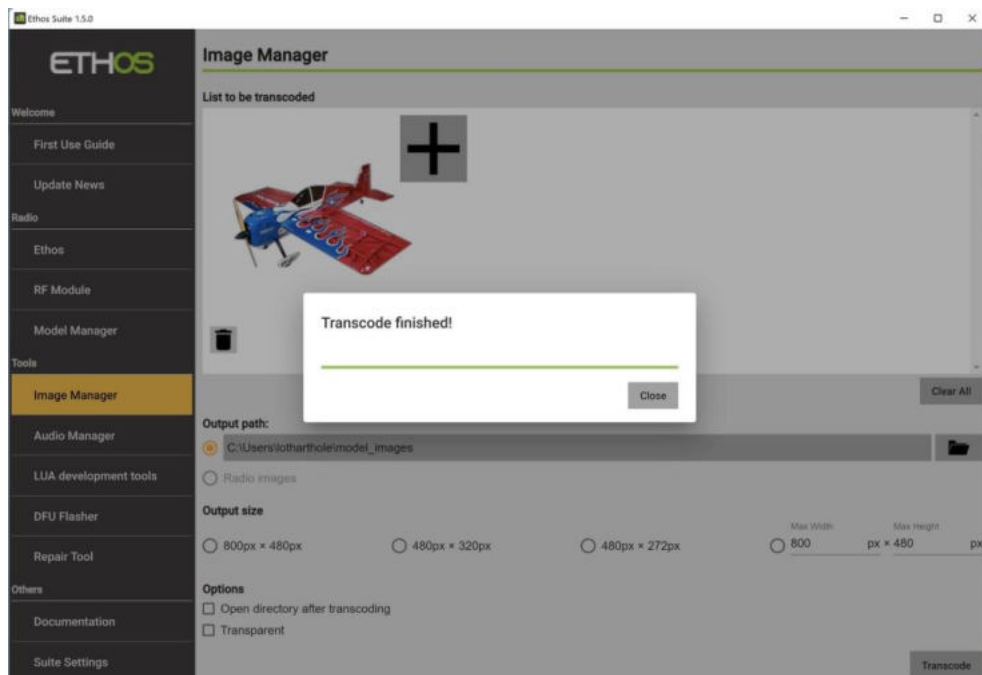 Ethos Suite 1.5.0
ETHOS
Welcome
First Use Guide
Update News
Radio
Ethos
RF Module
Model Manager
Tools
Image Manager
Audio Manager
LUA development tools
DFU Flasher
Repair Tool
Others
Documentation
Suite Settings
Image Manager
List to be transcoded
Transcode finished!
Close
Clear All
Output path:
C:\Users\lotharthole\model_images
Radio images
Output size
Max Width Max Height
800px × 480px 480px × 320px 480px × 272px 800 px × 480 px
Options
Open directory after transcoding
Transparent
Transcode